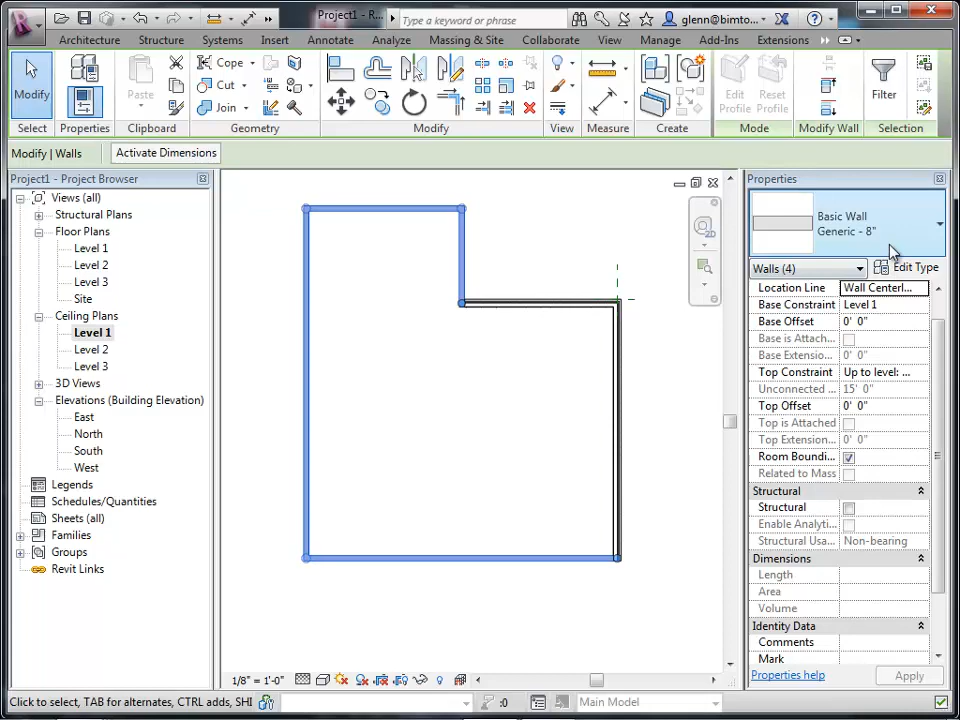 Project1 - R...
Type a keyword or phrase
glenn@bimto...
Architecture Structure Systems Insert Annotate Analyze Massing & Site Collaborate View Manage Add-Ins Extensions
Modify
Paste
Cope
Cut
Join
Edit Profile
Reset Profile
Filter
Select Properties Clipboard Geometry Modify View Measure Create Mode Modify Wall Selection
Modify | Walls
Activate Dimensions
Project1 - Project Browser
Views (all)
Structural Plans
Floor Plans
Level 1
Level 2
Level 3
Site
Ceiling Plans
Level 1
Level 2
Level 3
3D Views
Elevations (Building Elevation)
East
North
South
West
Legends
Schedules/Quantities
Sheets (all)
Families
Groups
Revit Links
2D
Properties
Basic Wall
Generic - 8"
Walls (4)
Edit Type
Location Line Wall Centerl...
Base Constraint Level 1
Base Offset 0' 0"
Base is Attach...
Base Extensio... 0' 0"
Top Constraint Up to level: ...
Unconnected 15' 0"
Top Offset 0' 0"
Top is Attached
Top Extension... 0' 0"
Room Boundi...
Related to Mass
Structural
Structural
Enable Analyti...
Structural Usa... Non-bearing
Dimensions
Length
Area
Volume
Identity Data
Comments
Mark
Properties help
Apply
1/8" = 1'-0"
Click to select, TAB for alternates, CTRL adds, SHI
:0
Main Model